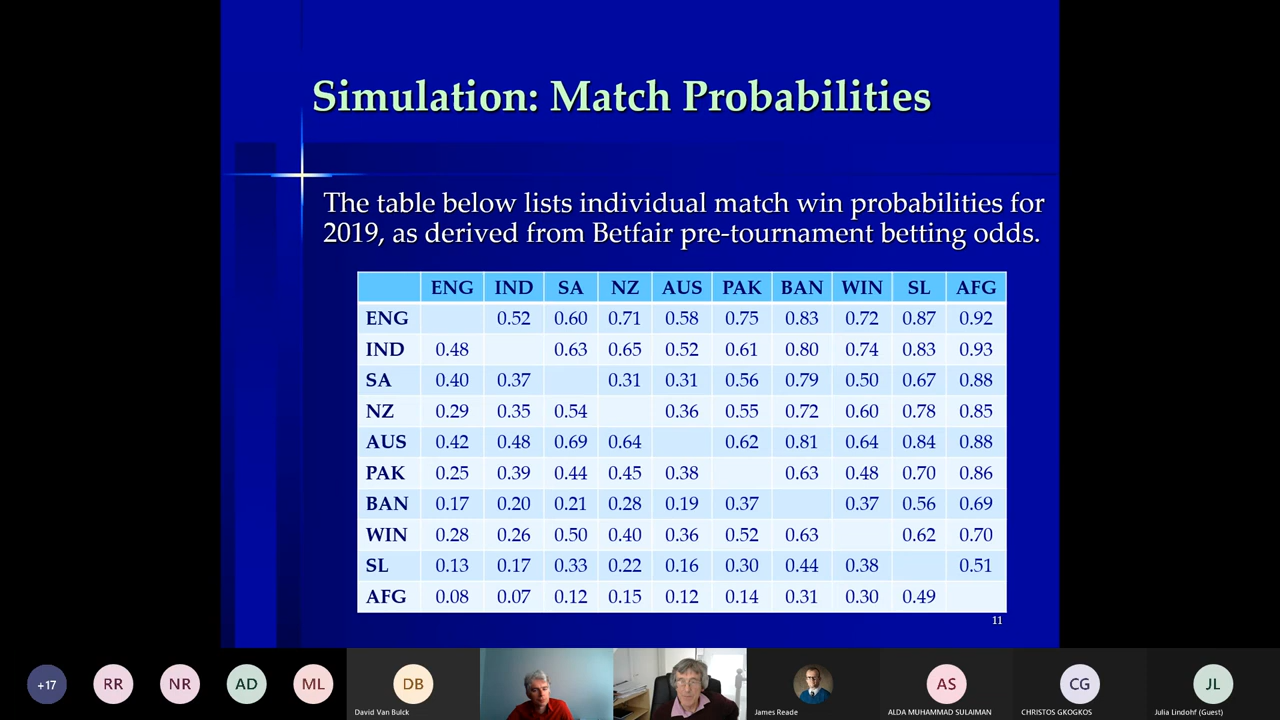 Simulation: Match Probabilities
The table below lists individual match win probabilities for
2019, as derived from Betfair pre-tournament betting odds.
ENG IND SA NZ AUS PAK BAN WIN SL AFG
ENG 0.52 0.60 0.71 0.58 0.75 0.83 0.72 0.87 0.92
IND 0.48 0.63 0.65 0.52 0.61 0.80 0.74 0.83 0.93
SA 0.40 0.37 0.31 0.31 0.56 0.79 0.50 0.67 0.88
NZ 0.29 0.35 0.54 0.36 0.55 0.72 0.60 0.78 0.85
AUS 0.42 0.48 0.69 0.64 0.62 0.81 0.64 0.84 0.88
PAK 0.25 0.39 0.44 0.45 0.38 0.63 0.48 0.70 0.86
BAN 0.17 0.20 0.21 0.28 0.19 0.37 0.37 0.56 0.69
WIN 0.28 0.26 0.50 0.40 0.36 0.52 0.63 0.62 0.70
SL 0.13 0.17 0.33 0.22 0.16 0.30 0.44 0.38 0.51
AFG 0.08 0.07 0.12 0.15 0.12 0.14 0.31 0.30 0.49
11
+17 RR NR AD ML DB AS CG JL
David Van Bulck James Reade ALDA MUHAMMAD SULAIMAN CHRISTOS GKOGKOS Julia Lindohf (Guest)